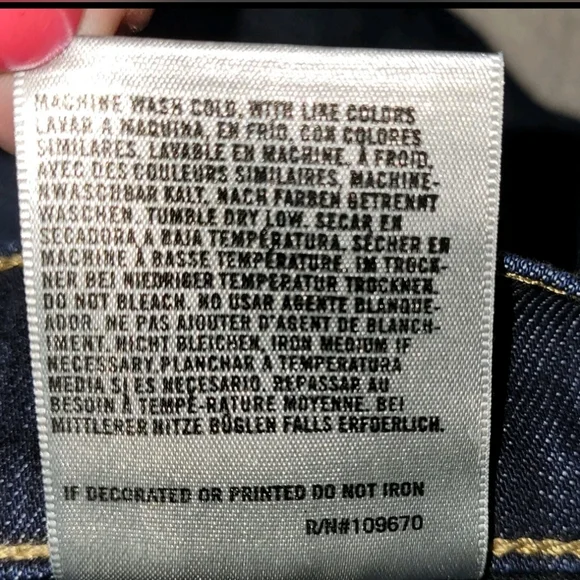 MACHINE WASH COLD, WITH LIKE COLORS
LAVAR A MAQUINA, EN FRIO, CON COLORES
SIMILARES. LAVABLE EN MACHINE, À FROID,
AVEC DES COULEURS SIMILAIRES, MACHINE-
NWASCHBAR KALT, NACH FARBEN GETRENNT
WASCHEN. TUMBLE DRY LOW. SECAR EN
SECADORA A BAJA TEMPÉRATURA. SÉCHER EN
MACHINE À BASSE TEMPÉRATURE. IM TROCK-
NER BEI NIEDRIGER TEMPERATUR TROCKNEN.
DO NOT BLEACH. NO USAR AGENTE BLANQUE-
ADOR. NE PAS AJOUTER D'AGENT DE BLANCH-
IMENT. NICHT BLEICHEN. IRON MEDIUM IF
NECESSARY.PLANCHAR A TEMPERATURA
MEDIA SI ES NECESARIO. REPASSAR AU
BESOIN À TEMPÉ-RATURE MOYENNE. BEI
MITTLERER HITZE BÜGLEN FALLS ERFDERLICH.
IF DECORATED OR PRINTED DO NOT IRON
R/N#109670